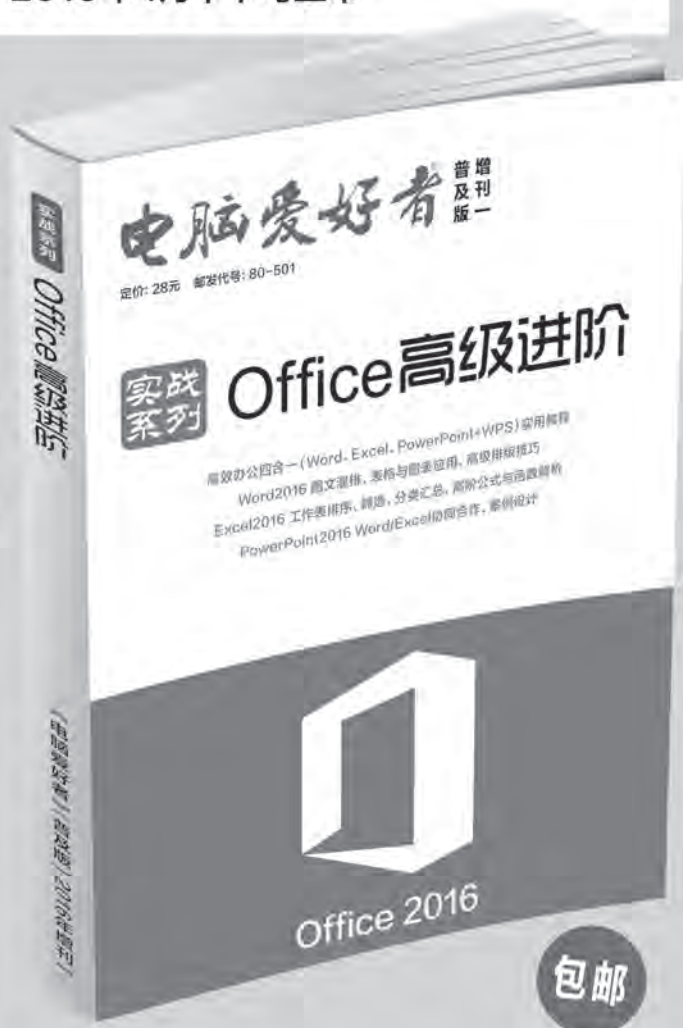 电脑爱好者 普及版 增刊一
定价: 28元 邮发代号: 80-501
实战系列 Office高级进阶
高效办公四合一(Word、Excel、PowerPoint+WPS)实用教程
Word2016 图文混排、表格与图表应用、高级排版技巧
Excel2016 工作表排序、筛选、分类汇总、高阶公式与函数解析
PowerPoint2016 Word/Excel协同合作、案例设计
Office 2016
实战系列 Office高级进阶
《电脑爱好者》(普及版)2016年增刊一
包邮